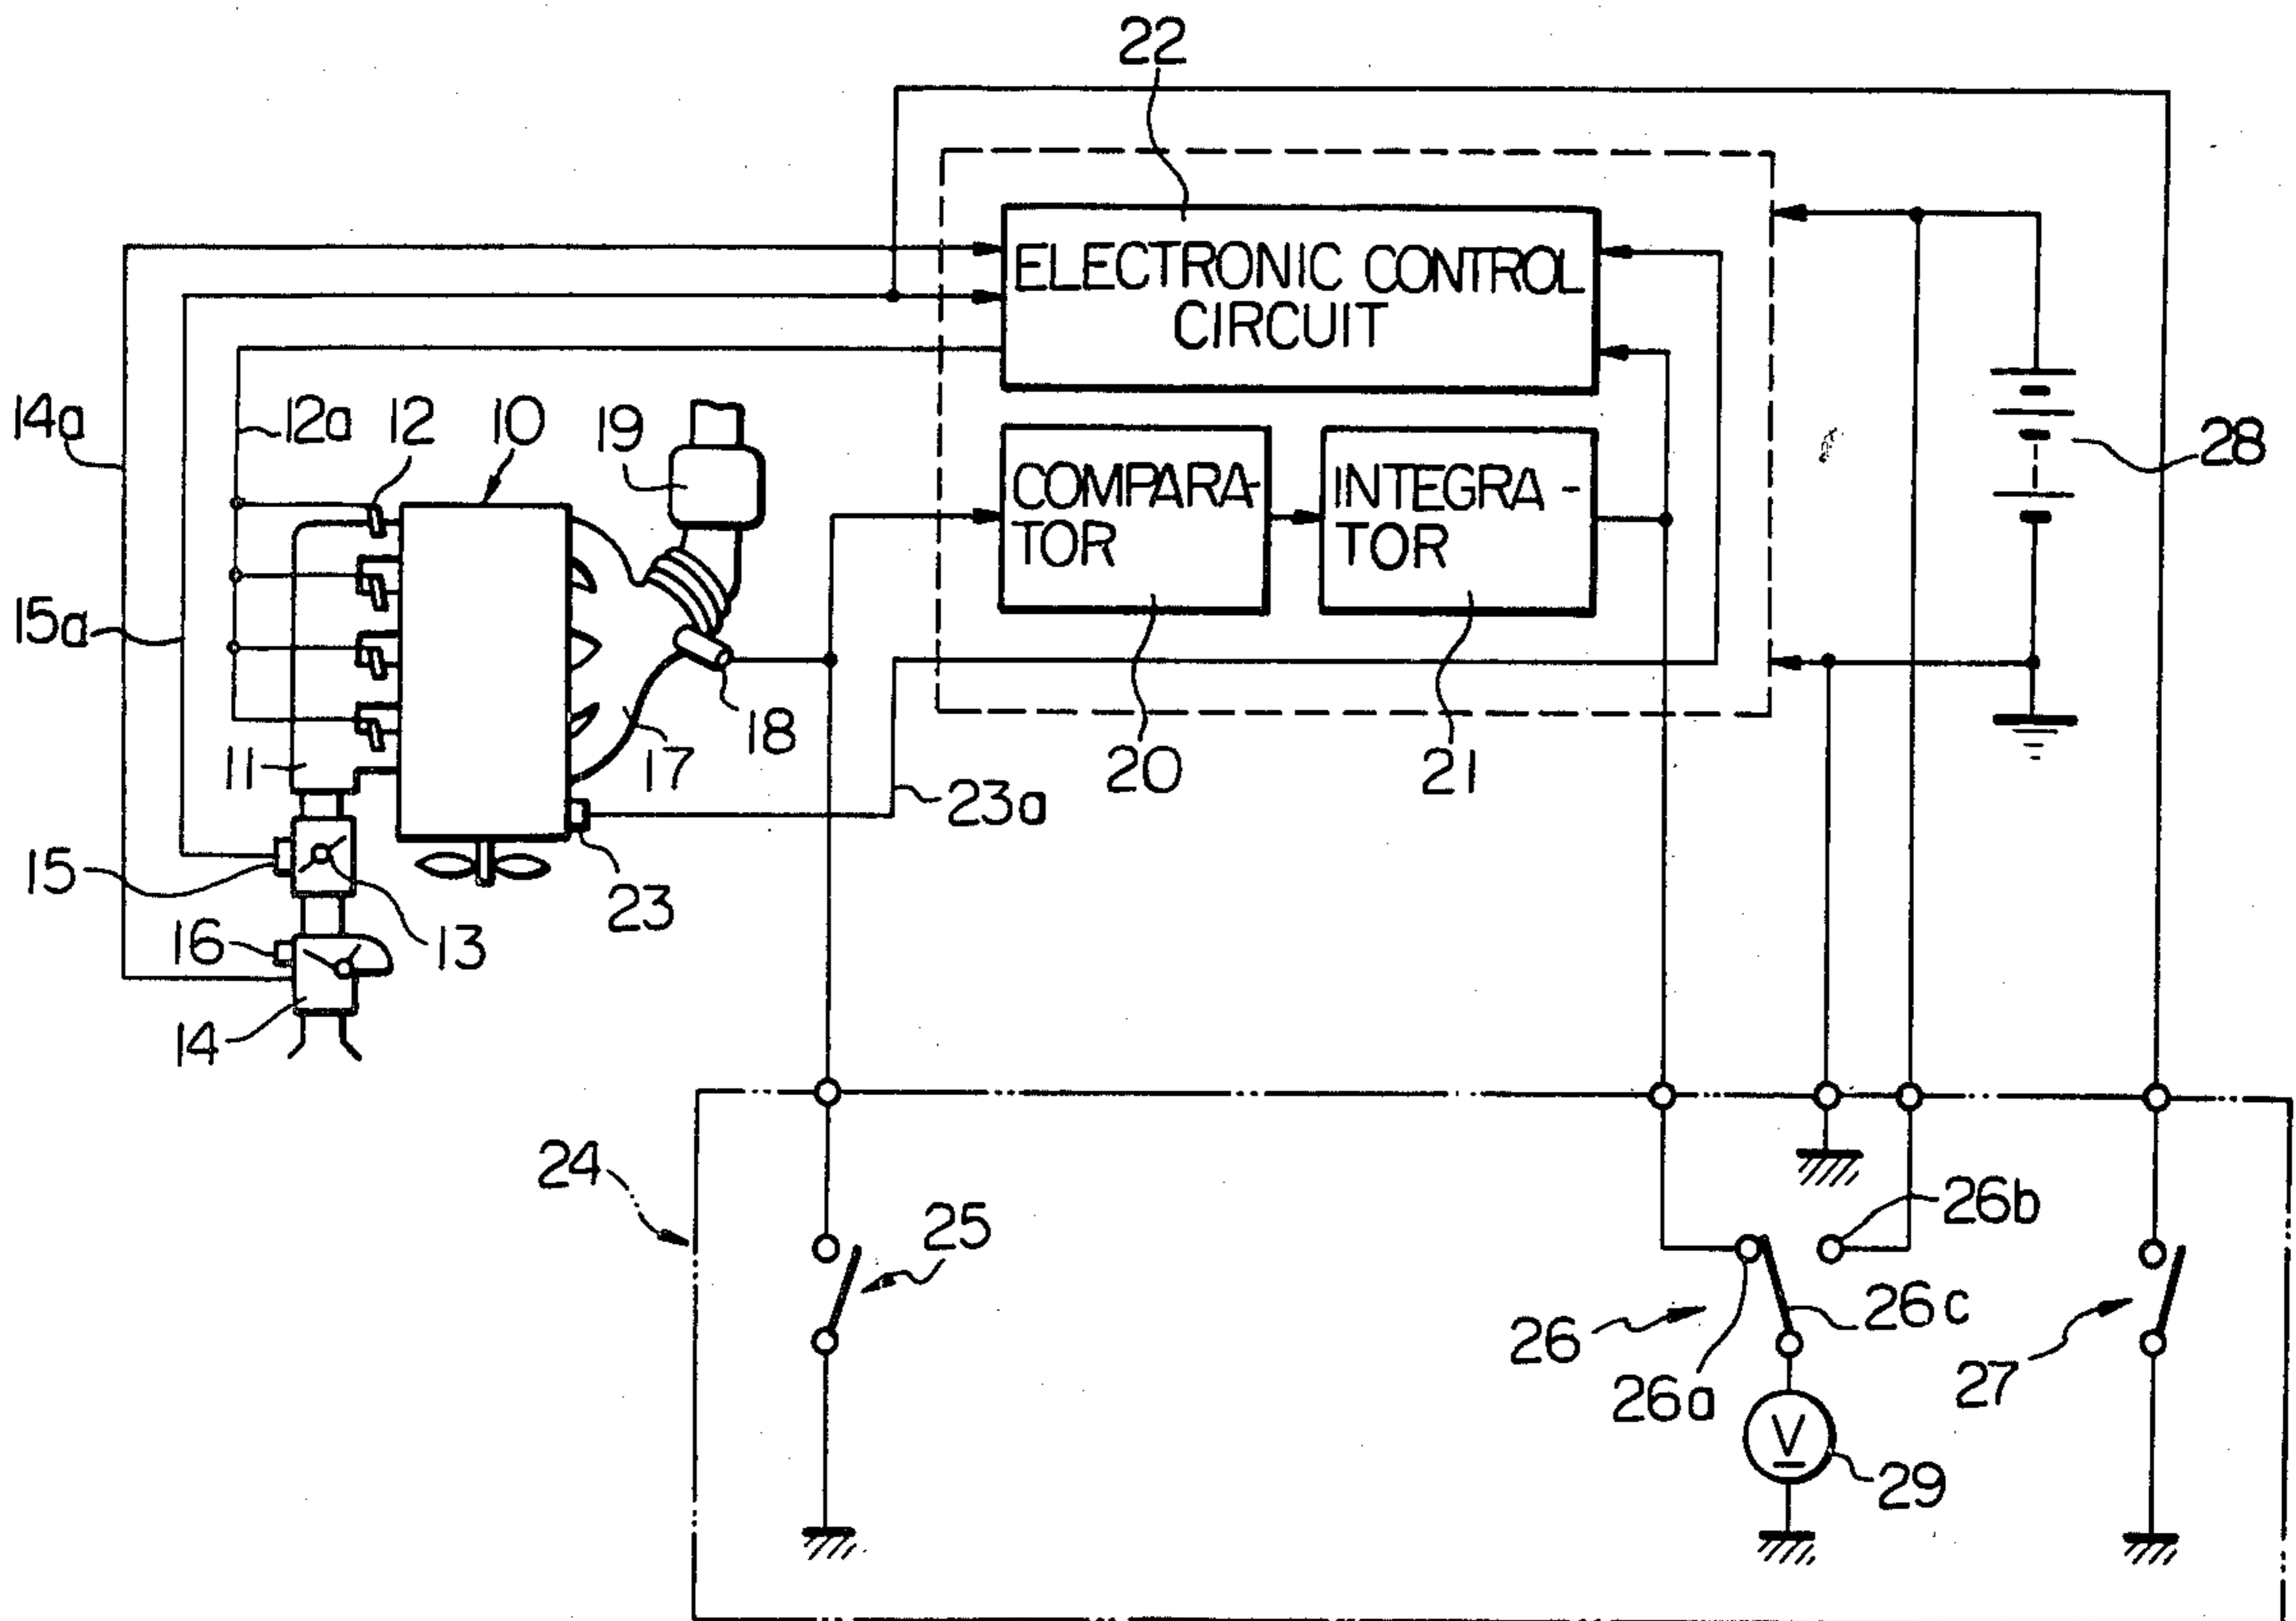 22
ELECTRONIC CONTROL
CIRCUIT
14a
12a
12
10
19
28
COMPARA-
TOR
INTEGRA-
TOR
15a
11
17
18
20
21
23a
15
23
16
13
14
24
25
26b
26
26c
26a
27
V
29